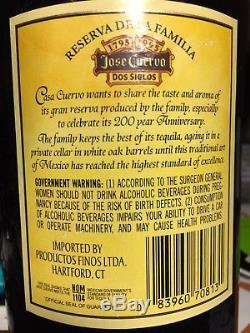 RESERVA DE LA FAMILIA
Jose Cuervo
DOS SIGLOS
Casa Cuervo wants to share the taste and aroma of
its gran reserva produced by the family, especially
to celebrate its 200 year Anniversary.
The family keeps the best of its tequila, ageing it in a
private cellar in white oak barrels until this traditional art
of Mexico has reached the highest standard of excellence.
GOVERNMENT WARNING: (1) ACCORDING TO THE SURGEON GENERAL
WOMEN SHOULD NOT DRINK ALCOHOLIC BEVERAGES DURING PREG-
NANCY BECAUSE OF THE RISK OF BIRTH DEFECTS. (2) CONSUMPTION
OF ALCOHOLIC BEVERAGES IMPAIRS YOUR ABILITY TO DRIVE A CAR
OR OPERATE MACHINERY, AND MAY CAUSE HEALTH PROBLEMS.
IMPORTED BY
PRODUCTOS FINOS LTDA.
HARTFORD, CT
NOM
1104
OFFICIAL SEAL OF
83960 70813
ebay